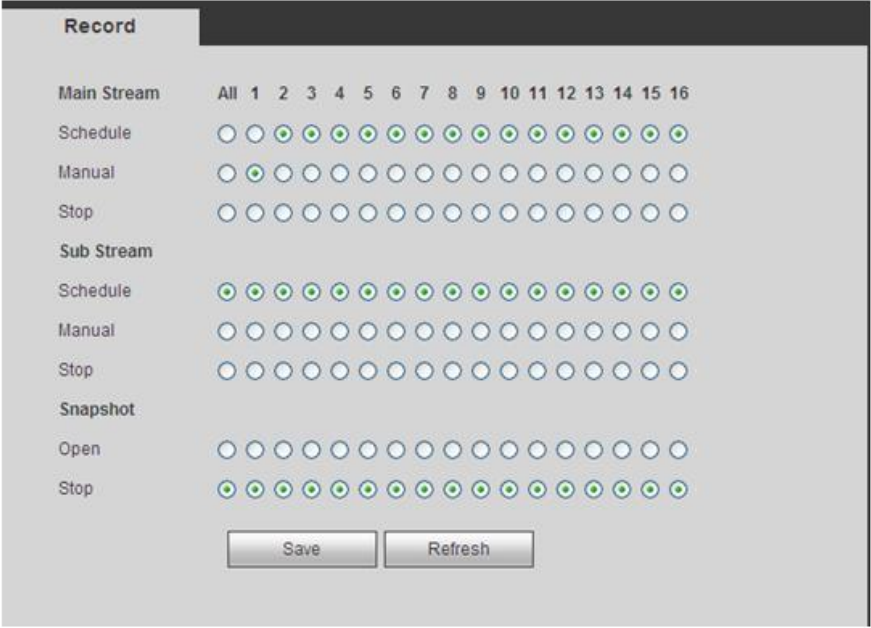 Record
Main Stream All 1 2 3 4 5 6 7 8 9 10 11 12 13 14 15 16
Schedule
Manual
Stop
Sub Stream
Schedule
Manual
Stop
Snapshot
Open
Stop
Save Refresh